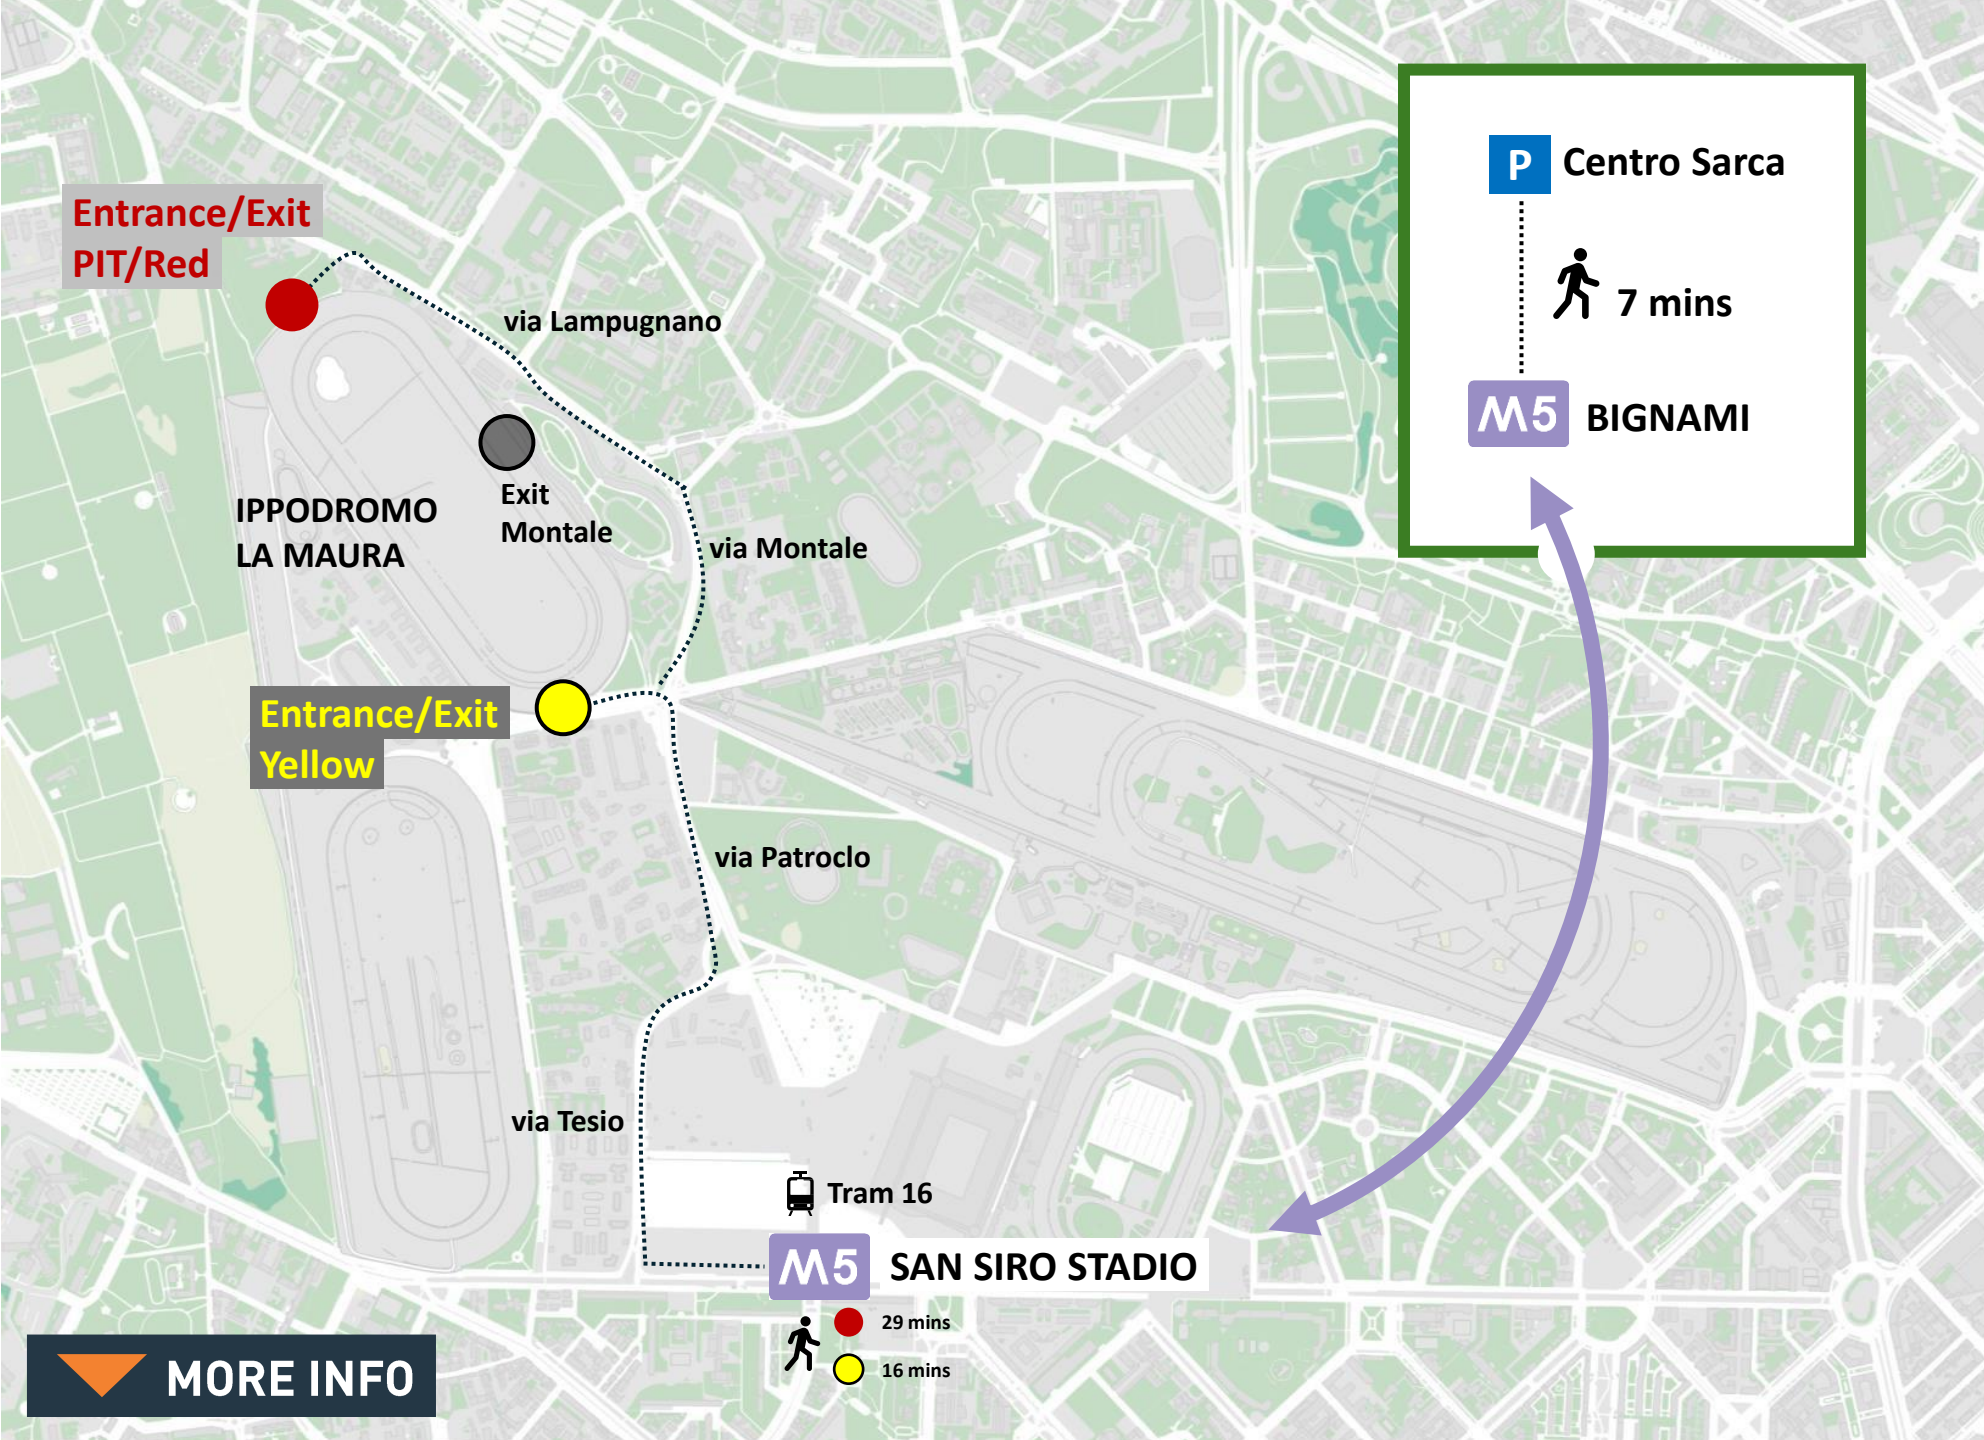 P Centro Sarca
7 mins
M5 BIGNAMI
Entrance/Exit
PIT/Red
via Lampugnano
Exit
Montale
IPPODROMO
LA MAURA
via Montale
Entrance/Exit
Yellow
via Patroclo
via Tesio
Tram 16
M5 SAN SIRO STADIO
29 mins
16 mins
MORE INFO